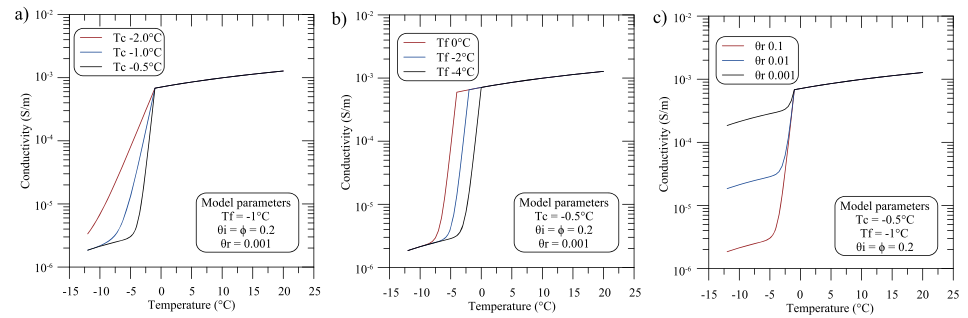 a)
10⁻²
10⁻³
10⁻⁴
10⁻⁵
10⁻⁶
Conductivity (S/m)
Tc -2.0°C
Tc -1.0°C
Tc -0.5°C
Model parameters
Tf = -1°C
θi = ϕ = 0.2
θr = 0.001
-15 -10 -5 0 5 10 15 20 25
Temperature (°C)
b)
10⁻²
10⁻³
10⁻⁴
10⁻⁵
10⁻⁶
Conductivity (S/m)
Tf 0°C
Tf -2°C
Tf -4°C
Model parameters
Tc = -0.5°C
θi = ϕ = 0.2
θr = 0.001
-15 -10 -5 0 5 10 15 20 25
Temperature (°C)
c)
10⁻²
10⁻³
10⁻⁴
10⁻⁵
10⁻⁶
Conductivity (S/m)
θr 0.1
θr 0.01
θr 0.001
Model parameters
Tc = -0.5°C
Tf = -1°C
θi = ϕ = 0.2
-15 -10 -5 0 5 10 15 20 25
Temperature (°C)